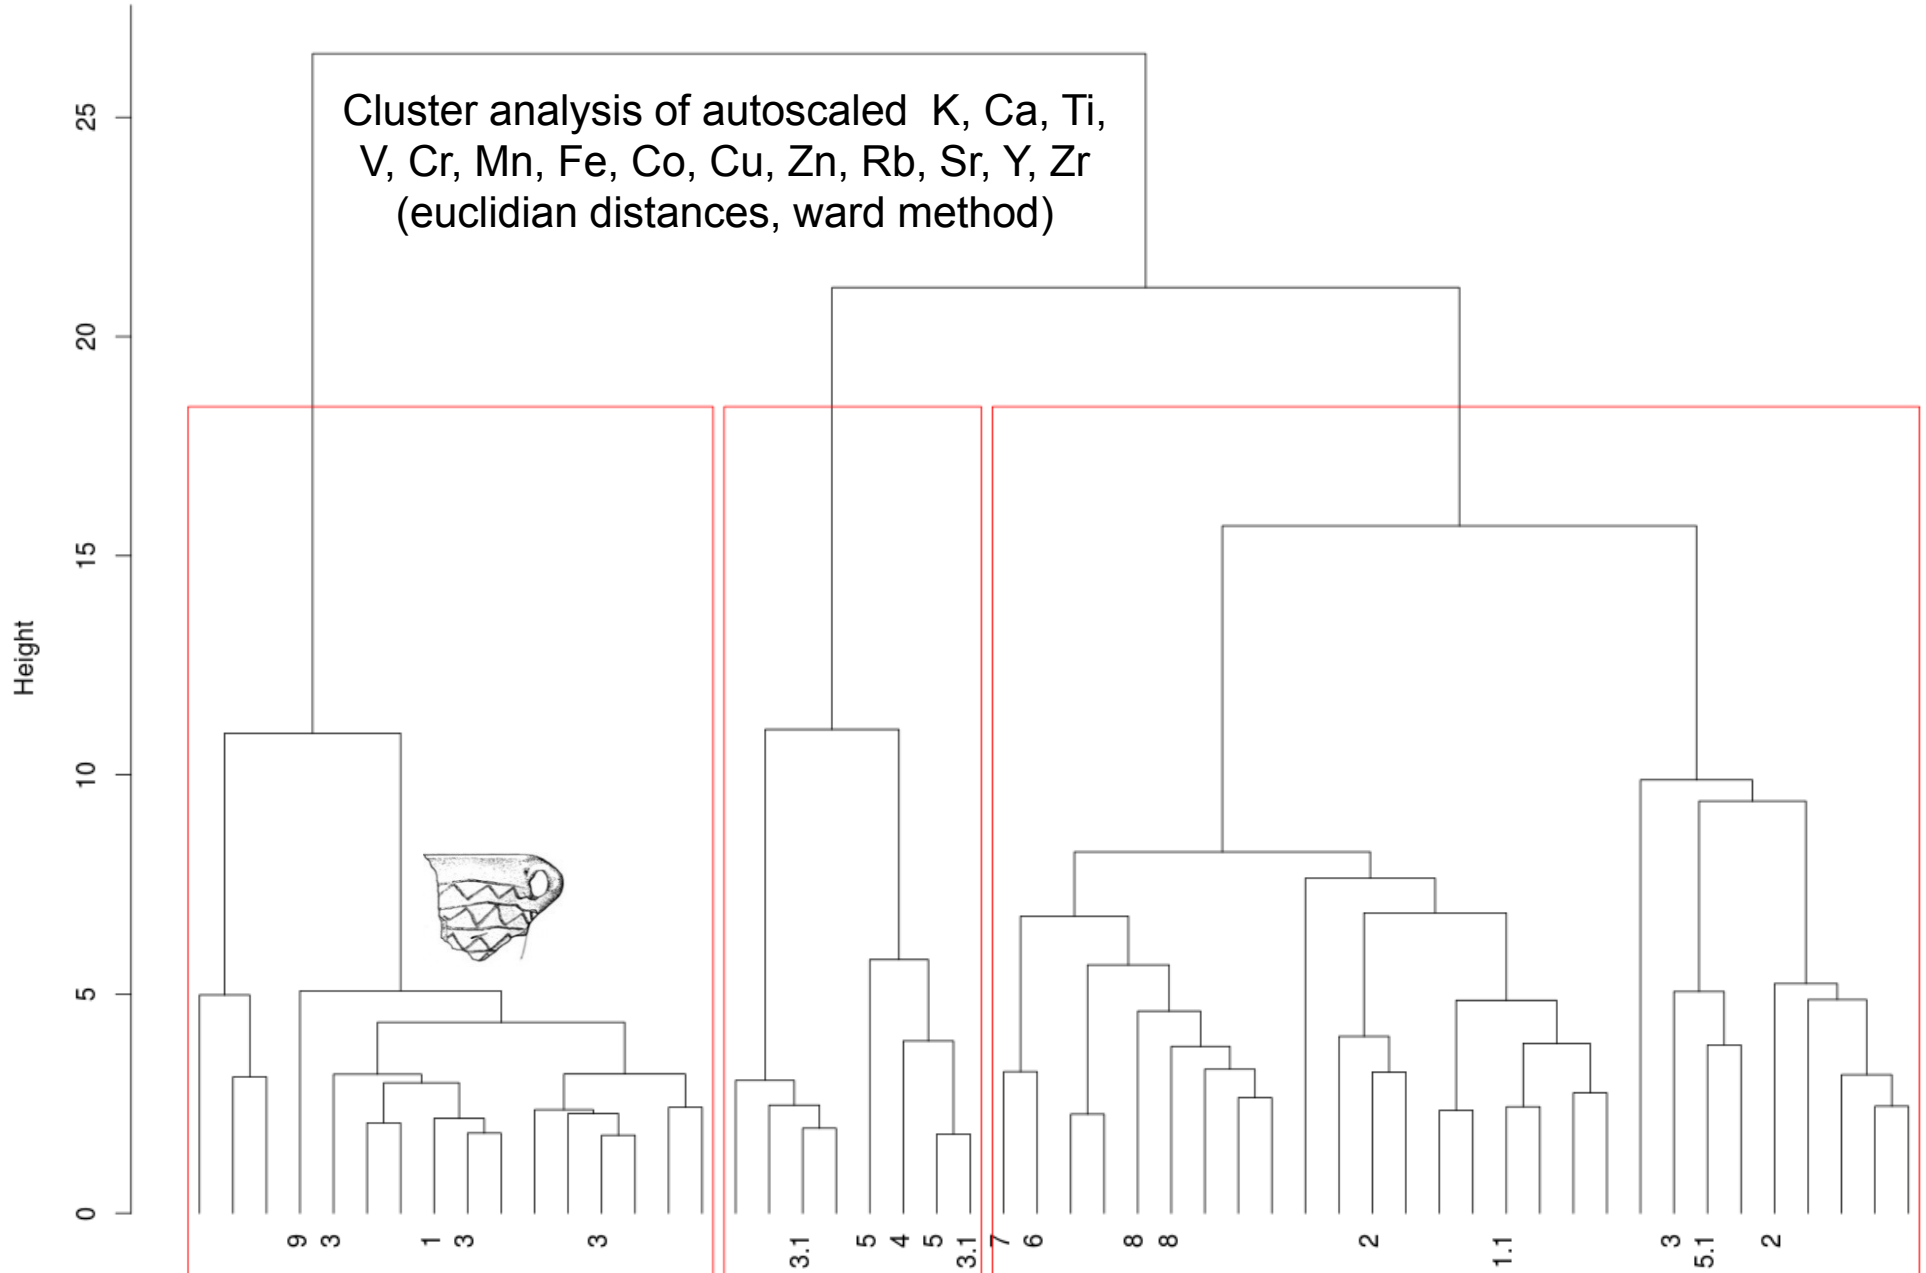 Cluster analysis of autoscaled K, Ca, Ti,
V, Cr, Mn, Fe, Co, Cu, Zn, Rb, Sr, Y, Zr
(euclidian distances, ward method)
Height
25
20
15
10
5
0
9 3 1 3 3 3.1 5 4 5 3.1 7 6 8 8 2 1.1 3 5.1 2